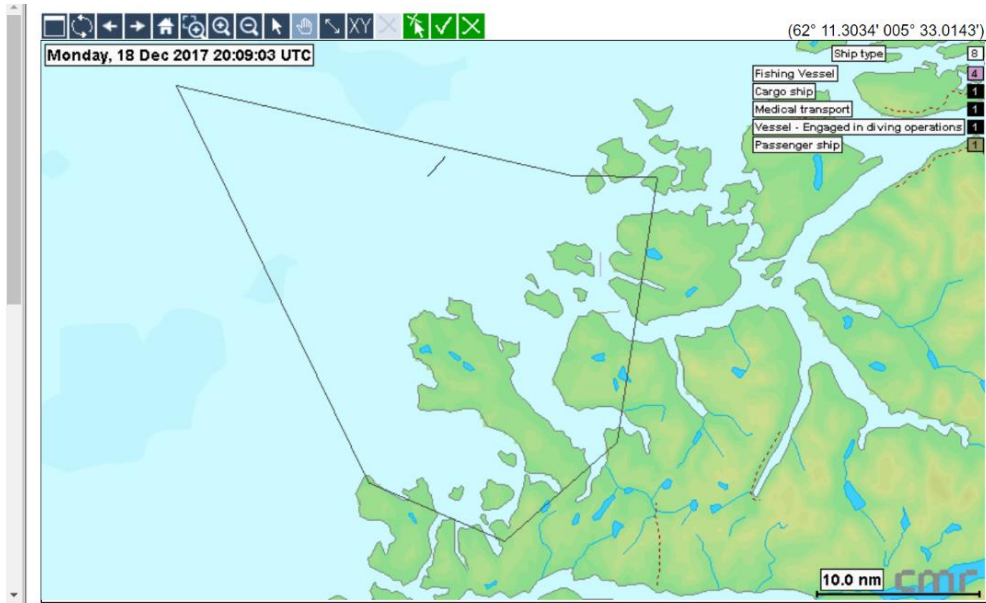 XY
(62° 11.3034' 005° 33.0143')
Monday, 18 Dec 2017 20:09:03 UTC
Ship type 8
Fishing Vessel 4
Cargo ship 1
Medical transport 1
Vessel - Engaged in diving operations 1
Passenger ship 1
10.0 nm
cmr